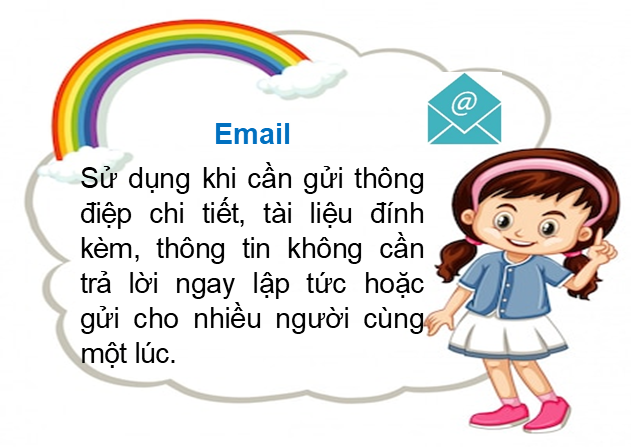 @
Email
Sử dụng khi cần gửi thông
điệp chi tiết, tài liệu đính
kèm, thông tin không cần
trả lời ngay lập tức hoặc
gửi cho nhiều người cùng
một lúc.